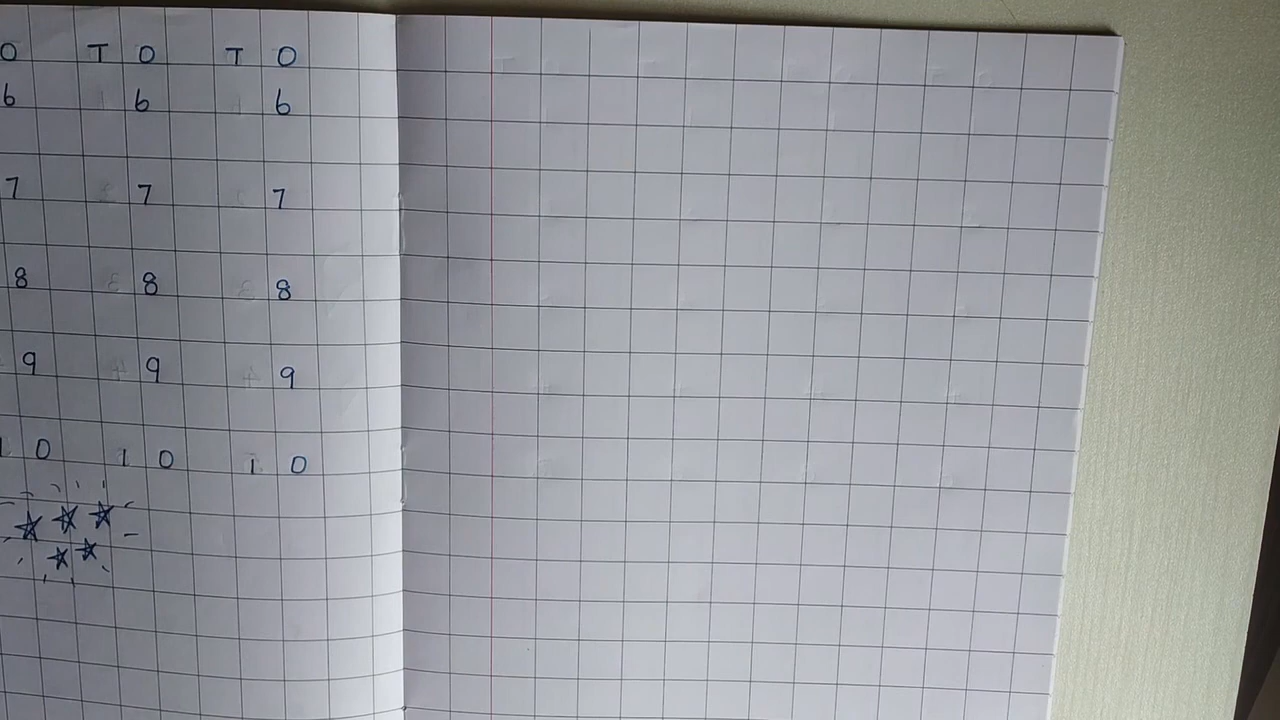 O T O T O
6 6 6
7 7 7
8 8 8
9 9 9
1 0 1 0 1 0